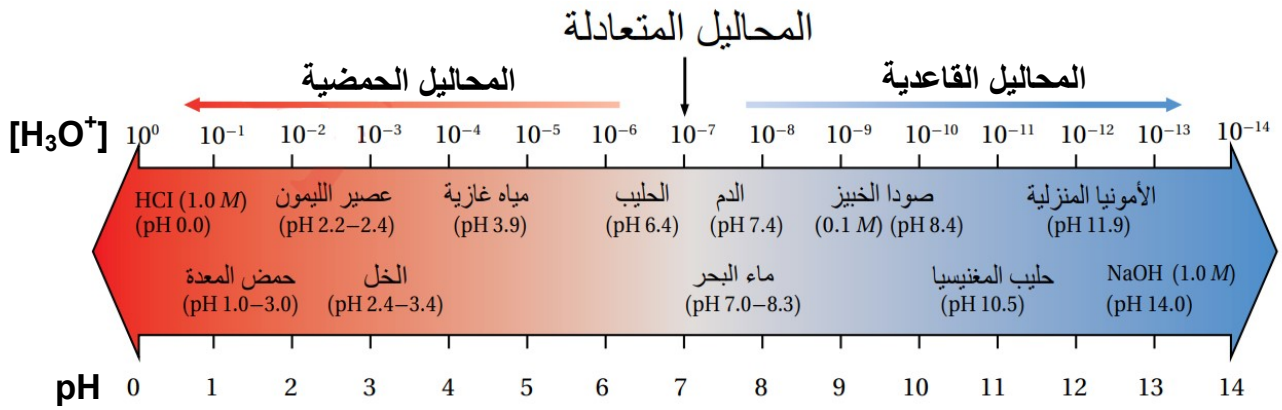 المحاليل المتعادلة
المحاليل الحمضية
المحاليل القاعدية
[H₃O⁺] 10⁰ 10⁻¹ 10⁻² 10⁻³ 10⁻⁴ 10⁻⁵ 10⁻⁶ 10⁻⁷ 10⁻⁸ 10⁻⁹ 10⁻¹⁰ 10⁻¹¹ 10⁻¹² 10⁻¹³ 10⁻¹⁴
HCl (1.0 M)
(pH 0.0)
عصير الليمون
(pH 2.2–2.4)
مياه غازية
(pH 3.9)
الحليب
(pH 6.4)
الدم
(pH 7.4)
صودا الخبيز
(0.1 M) (pH 8.4)
الأمونيا المنزلية
(pH 11.9)
حمض المعدة
(pH 1.0–3.0)
الخل
(pH 2.4–3.4)
ماء البحر
(pH 7.0–8.3)
حليب المغنيسيا
(pH 10.5)
NaOH (1.0 M)
(pH 14.0)
pH 0 1 2 3 4 5 6 7 8 9 10 11 12 13 14